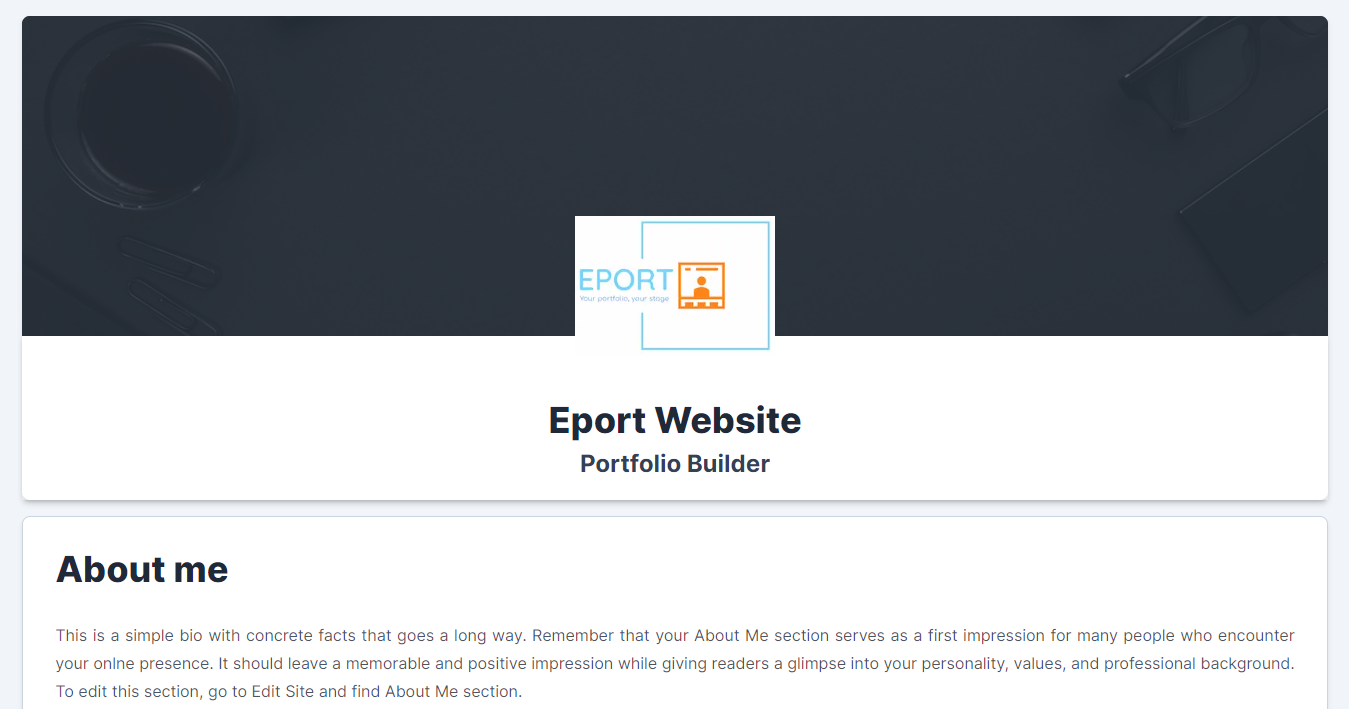 EPORT
Your portfolio, your stage
Eport Website
Portfolio Builder
About me
This is a simple bio with concrete facts that goes a long way. Remember that your About Me section serves as a first impression for many people who encounter
your onlne presence. It should leave a memorable and positive impression while giving readers a glimpse into your personality, values, and professional background.
To edit this section, go to Edit Site and find About Me section.